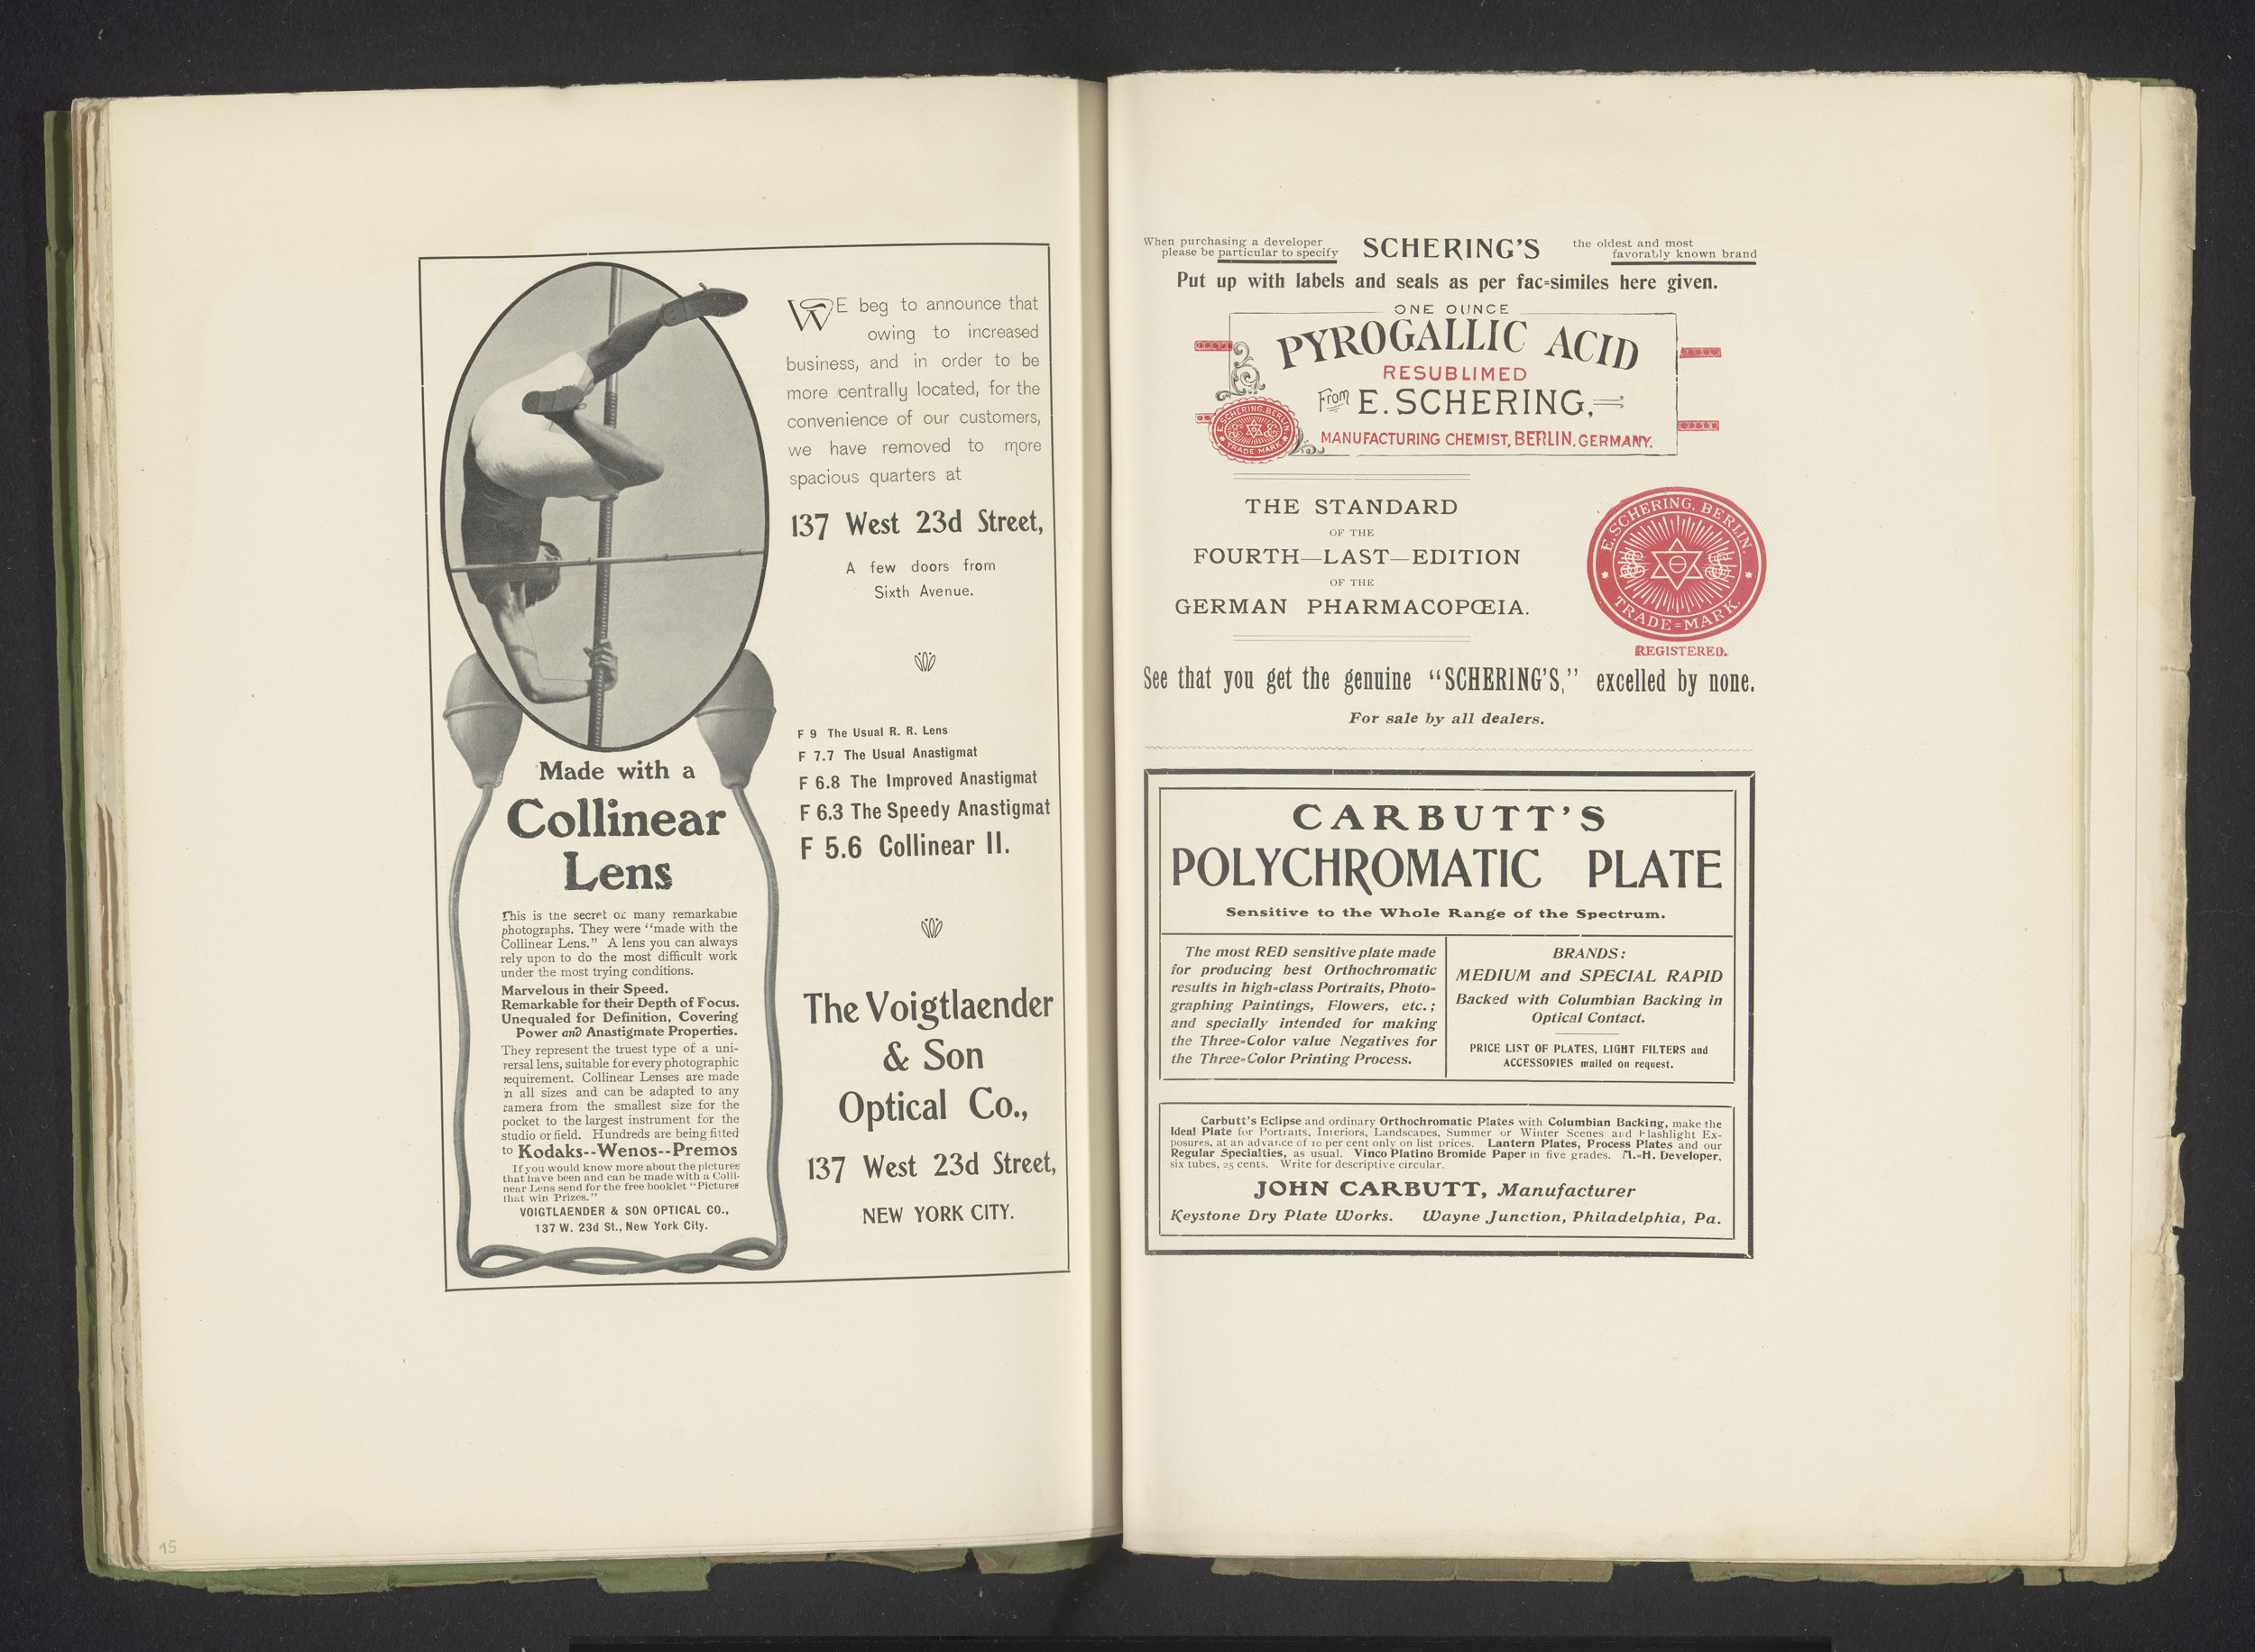 WE beg to announce that
owing to increased
business, and in order to be
more centrally located, for the
convenience of our customers,
we have removed to more
spacious quarters at
137 West 23d Street,
A few doors from
Sixth Avenue.
F 9 The Usual R. R. Lens
F 7.7 The Usual Anastigmat
F 6.8 The Improved Anastigmat
F 6.3 The Speedy Anastigmat
F 5.6 Collinear II.
The Voigtlaender
& Son
Optical Co.,
137 West 23d Street,
NEW YORK CITY.
Made with a
Collinear
Lens
This is the secret of many remarkable
photographs. They were "made with the
Collinear Lens." A lens you can always
rely upon to do the most difficult work
under the most trying conditions.
Marvelous in their Speed.
Remarkable for their Depth of Focus.
Unequaled for Definition, Covering
Power and Anastigmate Properties.
They represent the truest type of a uni-
versal lens, suitable for every photographic
requirement. Collinear Lenses are made
in all sizes and can be adapted to any
camera from the smallest size for the
pocket to the largest instrument for the
studio or field. Hundreds are being fitted
to Kodaks--Wenos--Premos
If you would know more about the pictures
that have been and can be made with a Colli-
near Lens send for the free booklet "Pictures
that win Prizes."
VOIGTLAENDER & SON OPTICAL CO.,
137 W. 23d St., New York City.
15
When purchasing a developer
please be particular to specify
SCHERING'S
the oldest and most
favorably known brand
Put up with labels and seals as per fac=similes here given.
ONE OUNCE
PYROGALLIC ACID
RESUBLIMED
From E. SCHERING,
MANUFACTURING CHEMIST, BERLIN, GERMANY.
E. SCHERING, BERLIN.
TRADE MARK
THE STANDARD
OF THE
FOURTH—LAST—EDITION
OF THE
GERMAN PHARMACOPŒIA.
E. SCHERING, BERLIN.
S S
TRADE=MARK.
REGISTERED.
See that you get the genuine "SCHERING'S," excelled by none.
For sale by all dealers.
CARBUTT'S
POLYCHROMATIC PLATE
Sensitive to the Whole Range of the Spectrum.
The most RED sensitive plate made
for producing best Orthochromatic
results in high=class Portraits, Photo=
graphing Paintings, Flowers, etc.;
and specially intended for making
the Three=Color value Negatives for
the Three=Color Printing Process.
BRANDS:
MEDIUM and SPECIAL RAPID
Backed with Columbian Backing in
Optical Contact.
PRICE LIST OF PLATES, LIGHT FILTERS and
ACCESSORIES mailed on request.
Carbutt's Eclipse and ordinary Orthochromatic Plates with Columbian Backing, make the
Ideal Plate for Portraits, Interiors, Landscapes, Summer or Winter Scenes and Flashlight Ex-
posures, at an advance of 10 per cent only on list prices. Lantern Plates, Process Plates and our
Regular Specialties, as usual. Vinco Platino Bromide Paper in five grades. M.=H. Developer,
six tubes, 25 cents. Write for descriptive circular.
JOHN CARBUTT, Manufacturer
Keystone Dry Plate Works. Wayne Junction, Philadelphia, Pa.